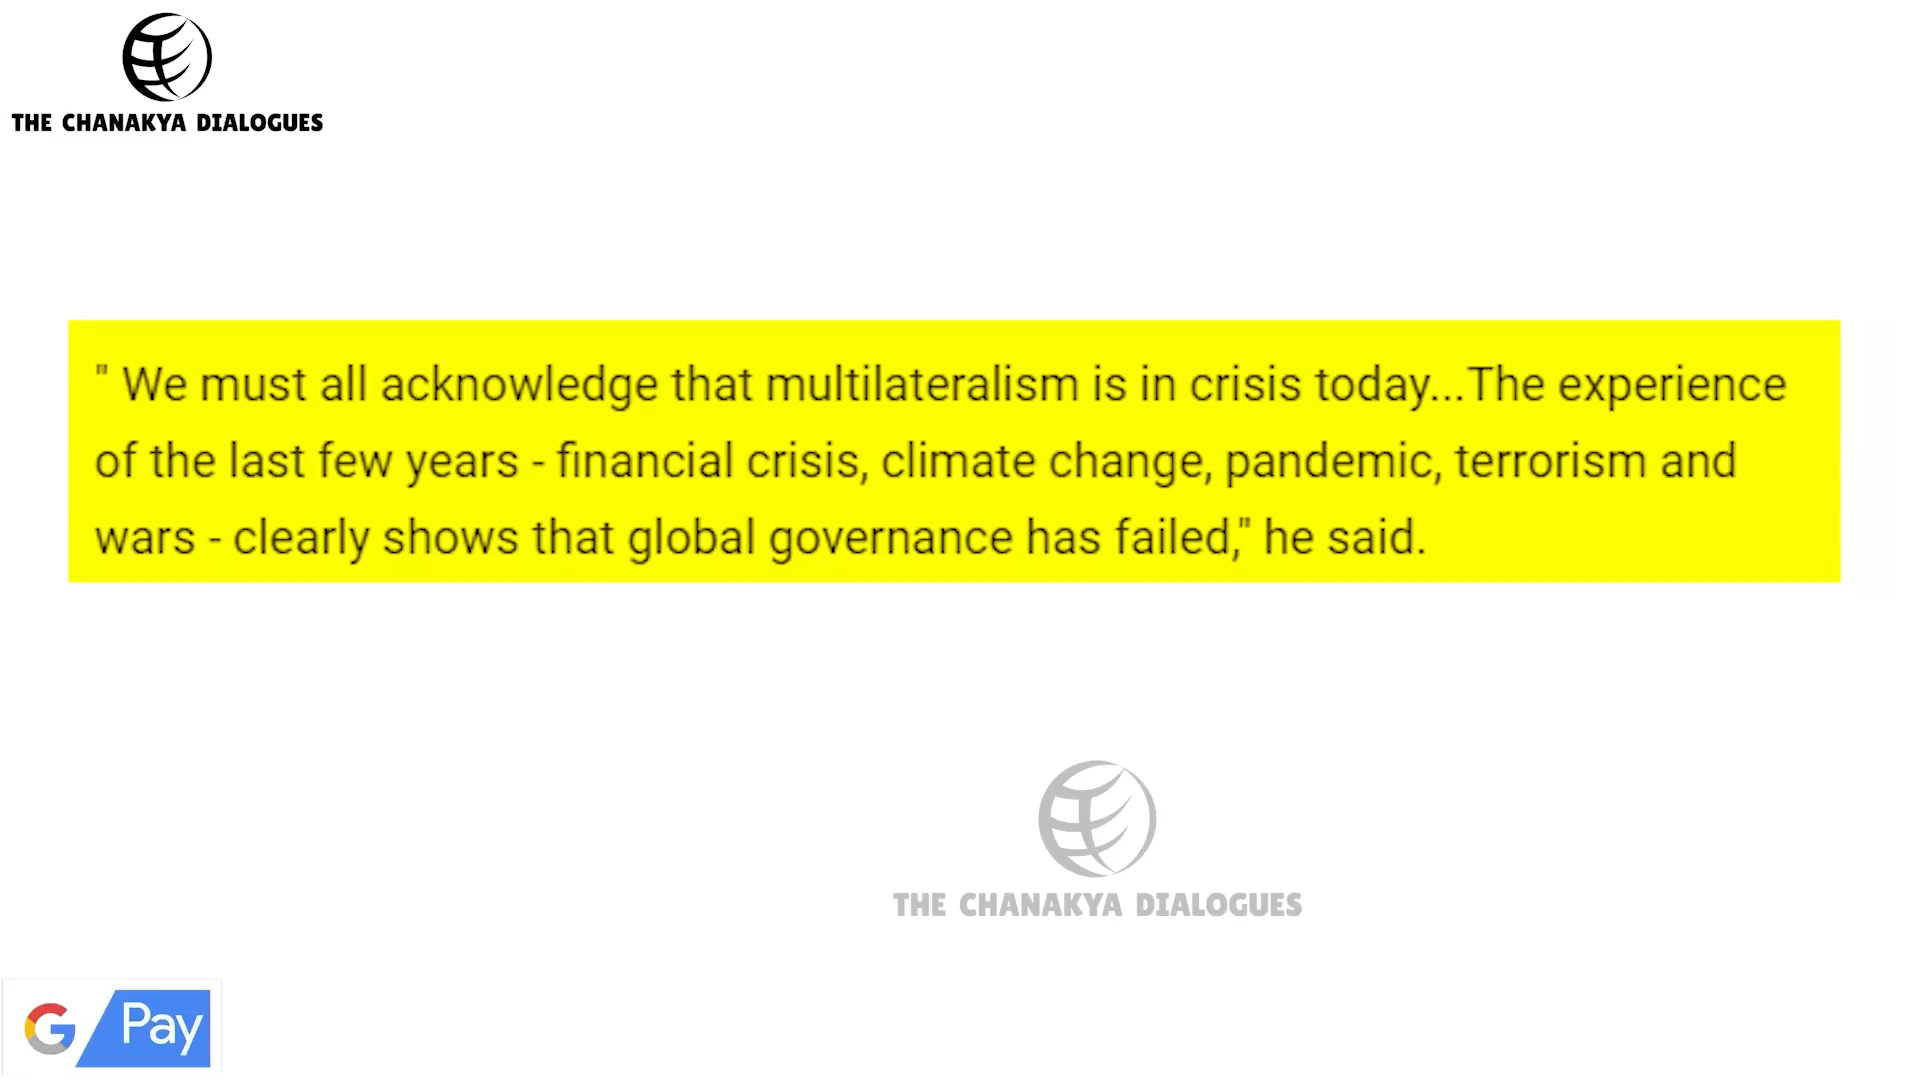 THE CHANAKYA DIALOGUES
" We must all acknowledge that multilateralism is in crisis today...The experience
of the last few years - financial crisis, climate change, pandemic, terrorism and
wars - clearly shows that global governance has failed," he said.
THE CHANAKYA DIALOGUES
G Pay